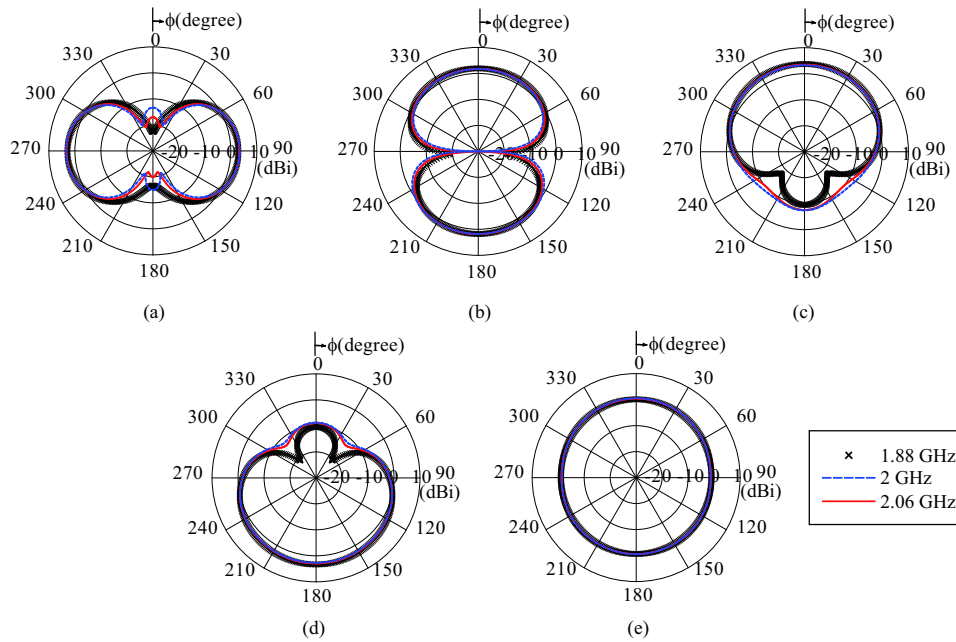 ϕ(degree) ϕ(degree) ϕ(degree)
0 0 0
330 30 330 30 330 30
300 60 300 60 300 60
270 -20 -10 0 10 90 270 -20 -10 0 10 90 270 -20 -10 0 10 90
(dBi) (dBi) (dBi)
240 120 240 120 240 120
210 150 210 150 210 150
180 180 180
(a) (b) (c)
ϕ(degree) ϕ(degree)
0 0
330 30 330 30
300 60 300 60
270 -20 -10 0 10 90 270 -20 -10 0 10 90
(dBi) (dBi)
240 120 240 120
210 150 210 150
180 180
(d) (e)
1.88 GHz
2 GHz
2.06 GHz